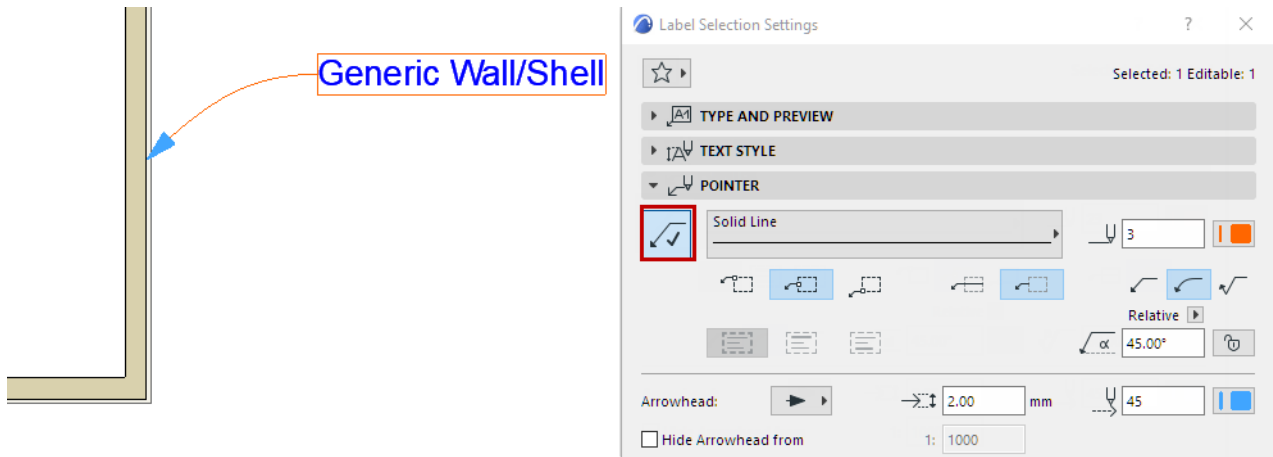 Generic Wall/Shell
Label Selection Settings
?
Selected: 1 Editable: 1
A1 TYPE AND PREVIEW
TEXT STYLE
POINTER
Solid Line
3
Relative
α 45.00°
Arrowhead:
2.00 mm
45
Hide Arrowhead from 1: 1000